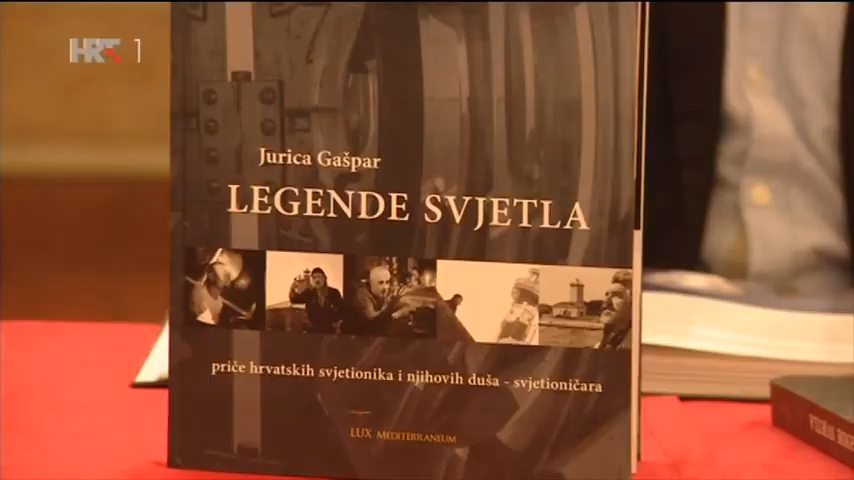 HRT 1
Jurica Gašpar
LEGENDE SVJETLA
priče hrvatskih svjetionika i njihovih duša - svjetioničara
LUX MEDITERRANEUM